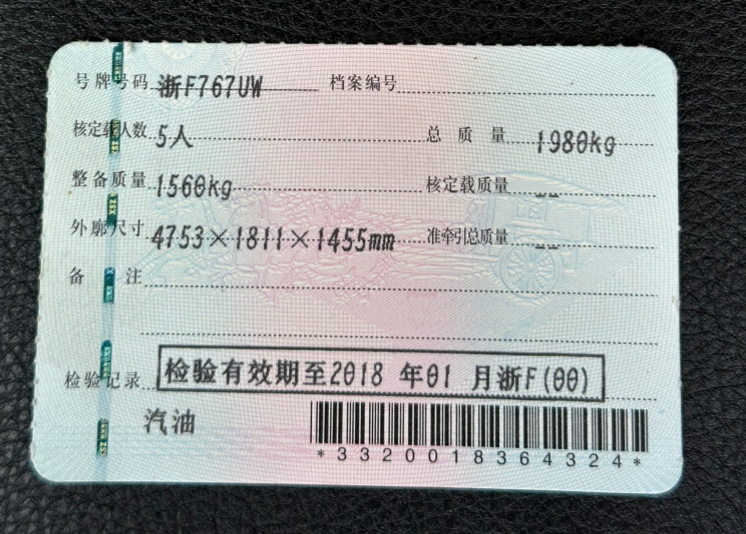 号牌号码 浙F767UW 档案编号
核定载人数 5人 总质量 1980kg
整备质量 1560kg 核定载质量 --
外廓尺寸 4753×1811×1455mm 准牵引总质量 --
备注
检验记录 检验有效期至2018 年01 月浙F(00)
汽油
*3320018364324*